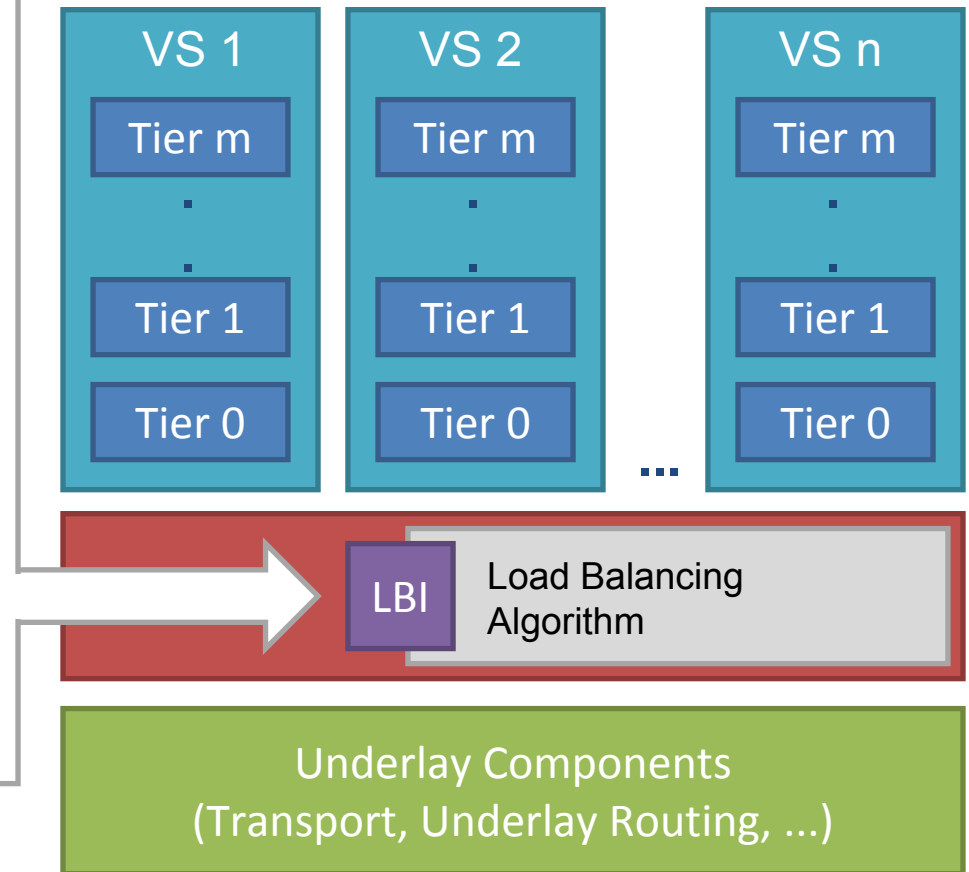 VS 1
Tier m
Tier 1
Tier 0
VS 2
Tier m
Tier 1
Tier 0
...
VS n
Tier m
Tier 1
Tier 0
LBI
Load Balancing
Algorithm
Underlay Components
(Transport, Underlay Routing, ...)